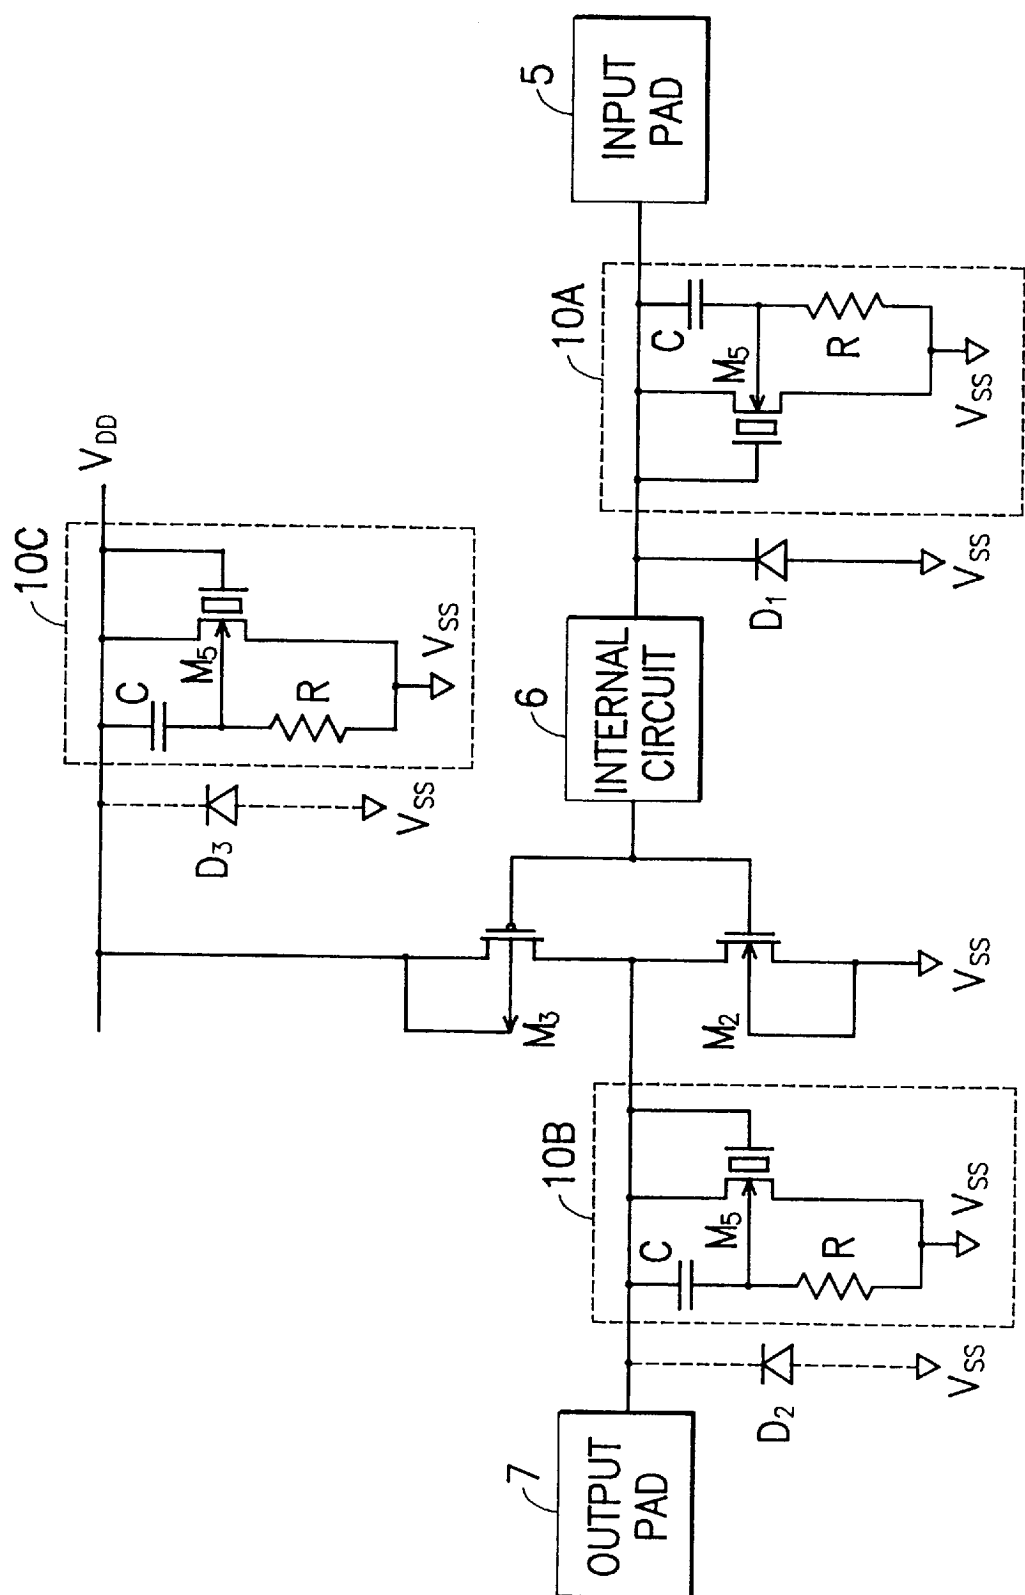 5
INPUT
PAD
10A
C
M5
R
VSS
D1
VSS
VDD
10C
C
M5
R
VSS
D3
VSS
6
INTERNAL
CIRCUIT
M3
M2
VSS
10B
C
M5
R
VSS
D2
VSS
7
OUTPUT
PAD